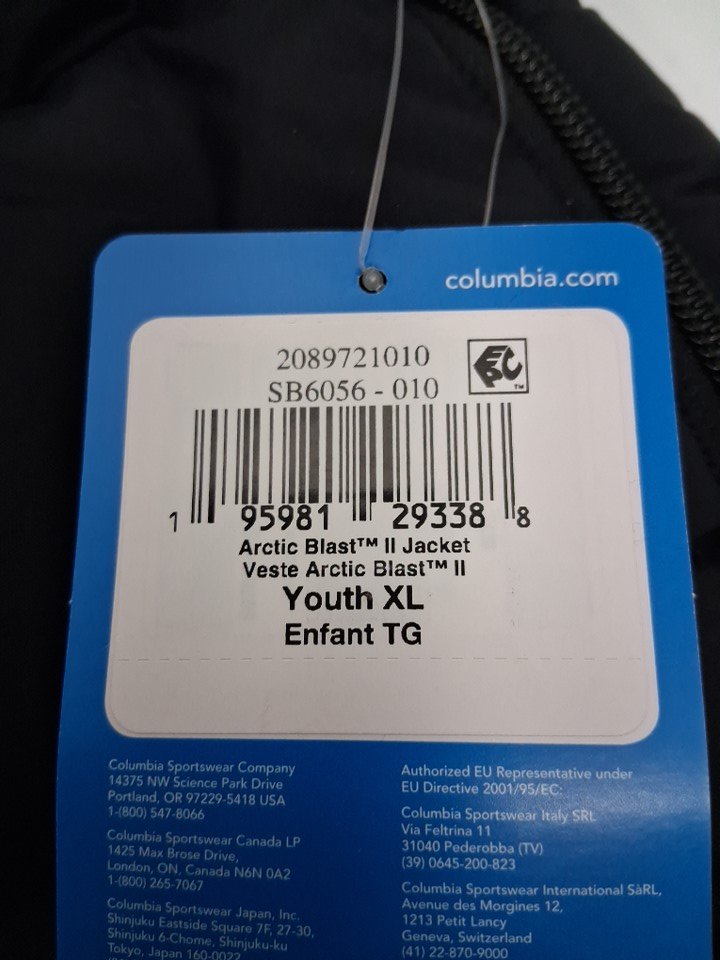 columbia.com
2089721010
EPC™
SB6056 - 010
1 95981 29338 8
Arctic Blast™ II Jacket
Veste Arctic Blast™ II
Youth XL
Enfant TG
Columbia Sportswear Company
14375 NW Science Park Drive
Portland, OR 97229-5418 USA
1-(800) 547-8066
Columbia Sportswear Canada LP
1425 Max Brose Drive,
London, ON, Canada N6N 0A2
1-(800) 265-7067
Columbia Sportswear Japan, Inc.
Shinjuku Eastside Square 7F, 27-30,
Shinjuku 6-Chome, Shinjuku-ku
Tokyo, Japan 160-0022
Authorized EU Representative under
EU Directive 2001/95/EC:
Columbia Sportswear Italy SRL
Via Feltrina 11
31040 Pederobba (TV)
(39) 0645-200-823
Columbia Sportswear International SàRL,
Avenue des Morgines 12,
1213 Petit Lancy
Geneva, Switzerland
(41) 22-870-9000